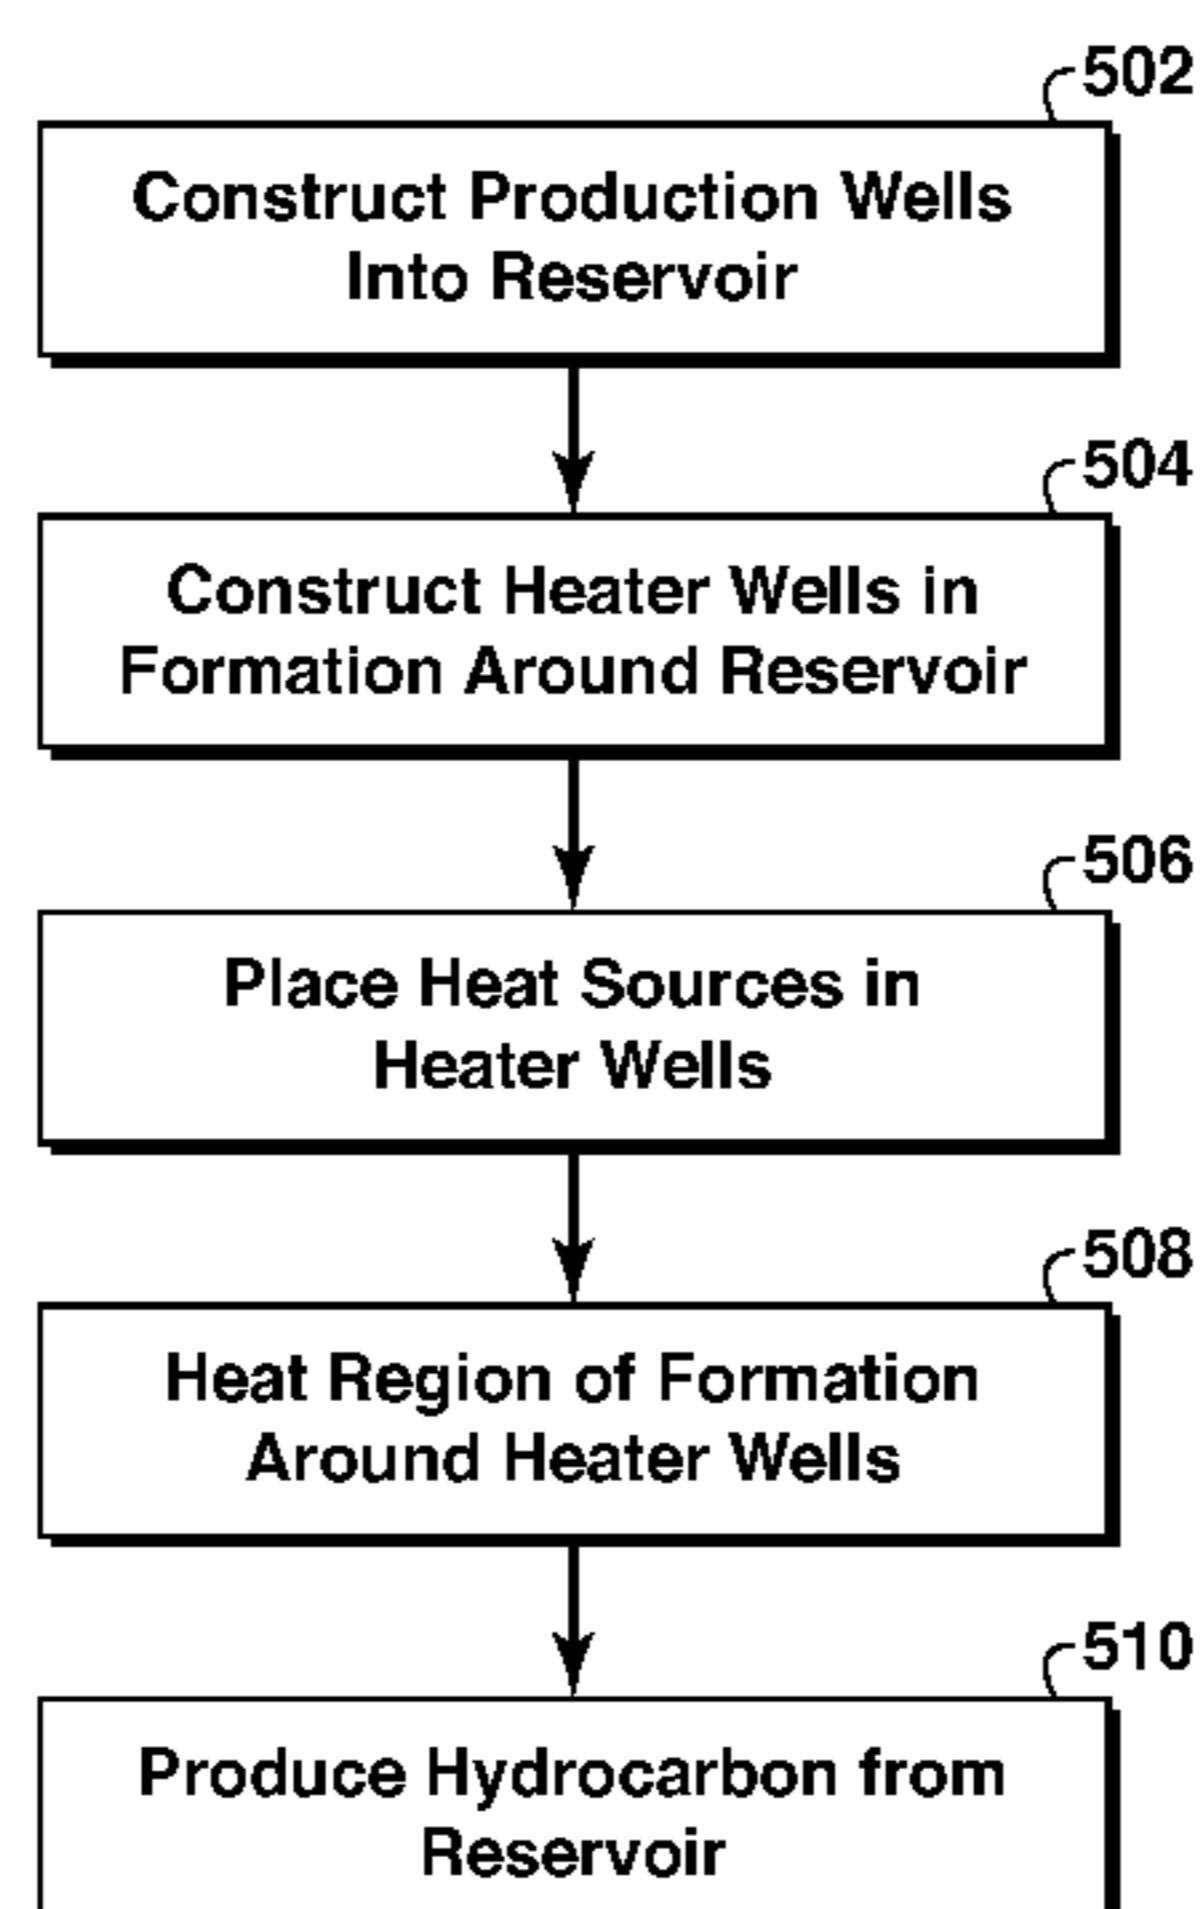 502
Construct Production Wells
Into Reservoir
504
Construct Heater Wells in
Formation Around Reservoir
506
Place Heat Sources in
Heater Wells
508
Heat Region of Formation
Around Heater Wells
510
Produce Hydrocarbon from
Reservoir